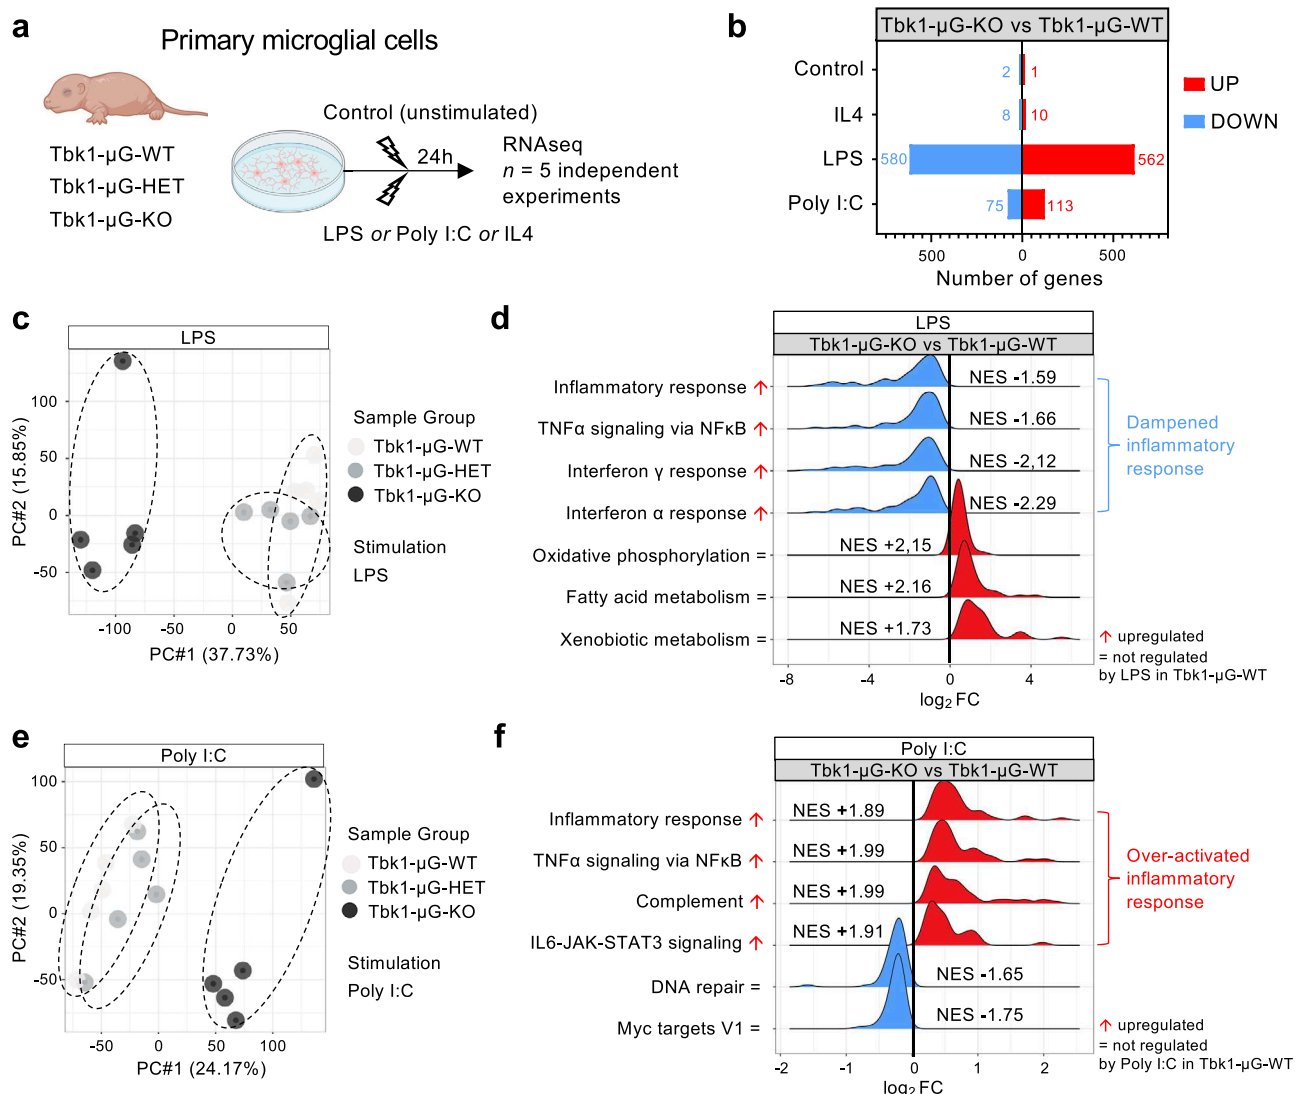 a
Primary microglial cells
Tbk1-µG-WT
Tbk1-µG-HET
Tbk1-µG-KO
Control (unstimulated)
24h
LPS or Poly I:C or IL4
RNAseq
n = 5 independent
experiments
b
Tbk1-µG-KO vs Tbk1-µG-WT
Control
2
1
IL4
8
10
LPS
580
562
Poly I:C
75
113
500
0
500
Number of genes
UP
DOWN
c
LPS
PC#2 (15.85%)
100
50
0
-50
-100
-50
0
50
PC#1 (37.73%)
Sample Group
Tbk1-µG-WT
Tbk1-µG-HET
Tbk1-µG-KO
Stimulation
LPS
d
LPS
Tbk1-µG-KO vs Tbk1-µG-WT
Inflammatory response ↑
NES -1.59
TNFα signaling via NFκB ↑
NES -1.66
Interferon γ response ↑
NES -2,12
Interferon α response ↑
NES -2.29
Oxidative phosphorylation =
NES +2,15
Fatty acid metabolism =
NES +2.16
Xenobiotic metabolism =
NES +1.73
-8
-4
0
4
log2 FC
Dampened
inflammatory
response
↑ upregulated
= not regulated
by LPS in Tbk1-µG-WT
e
Poly I:C
PC#2 (19.35%)
100
50
0
-50
-50
0
50
100
PC#1 (24.17%)
Sample Group
Tbk1-µG-WT
Tbk1-µG-HET
Tbk1-µG-KO
Stimulation
Poly I:C
f
Poly I:C
Tbk1-µG-KO vs Tbk1-µG-WT
Inflammatory response ↑
NES +1.89
TNFα signaling via NFκB ↑
NES +1.99
Complement ↑
NES +1.99
IL6-JAK-STAT3 signaling ↑
NES +1.91
DNA repair =
NES -1.65
Myc targets V1 =
NES -1.75
-2
-1
0
1
2
log2 FC
Over-activated
inflammatory
response
↑ upregulated
= not regulated
by Poly I:C in Tbk1-µG-WT